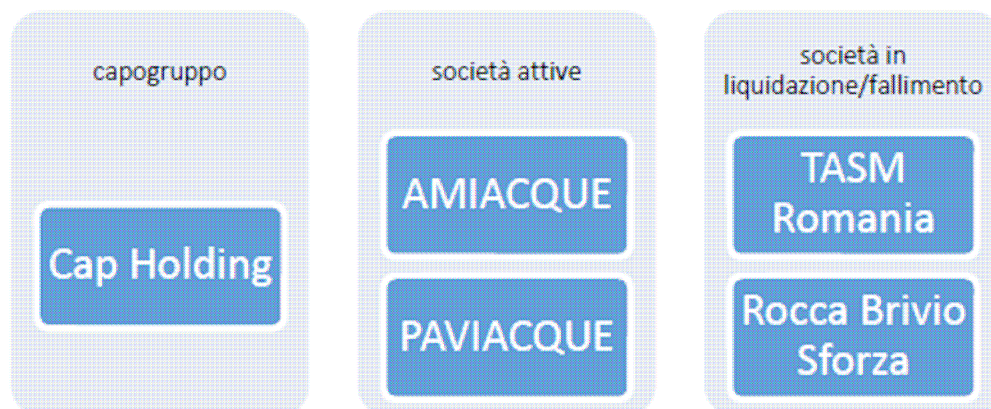 capogruppo
Cap Holding
società attive
AMIACQUE
PAVIACQUE
società in
liquidazione/fallimento
TASM
Romania
Rocca Brivio
Sforza